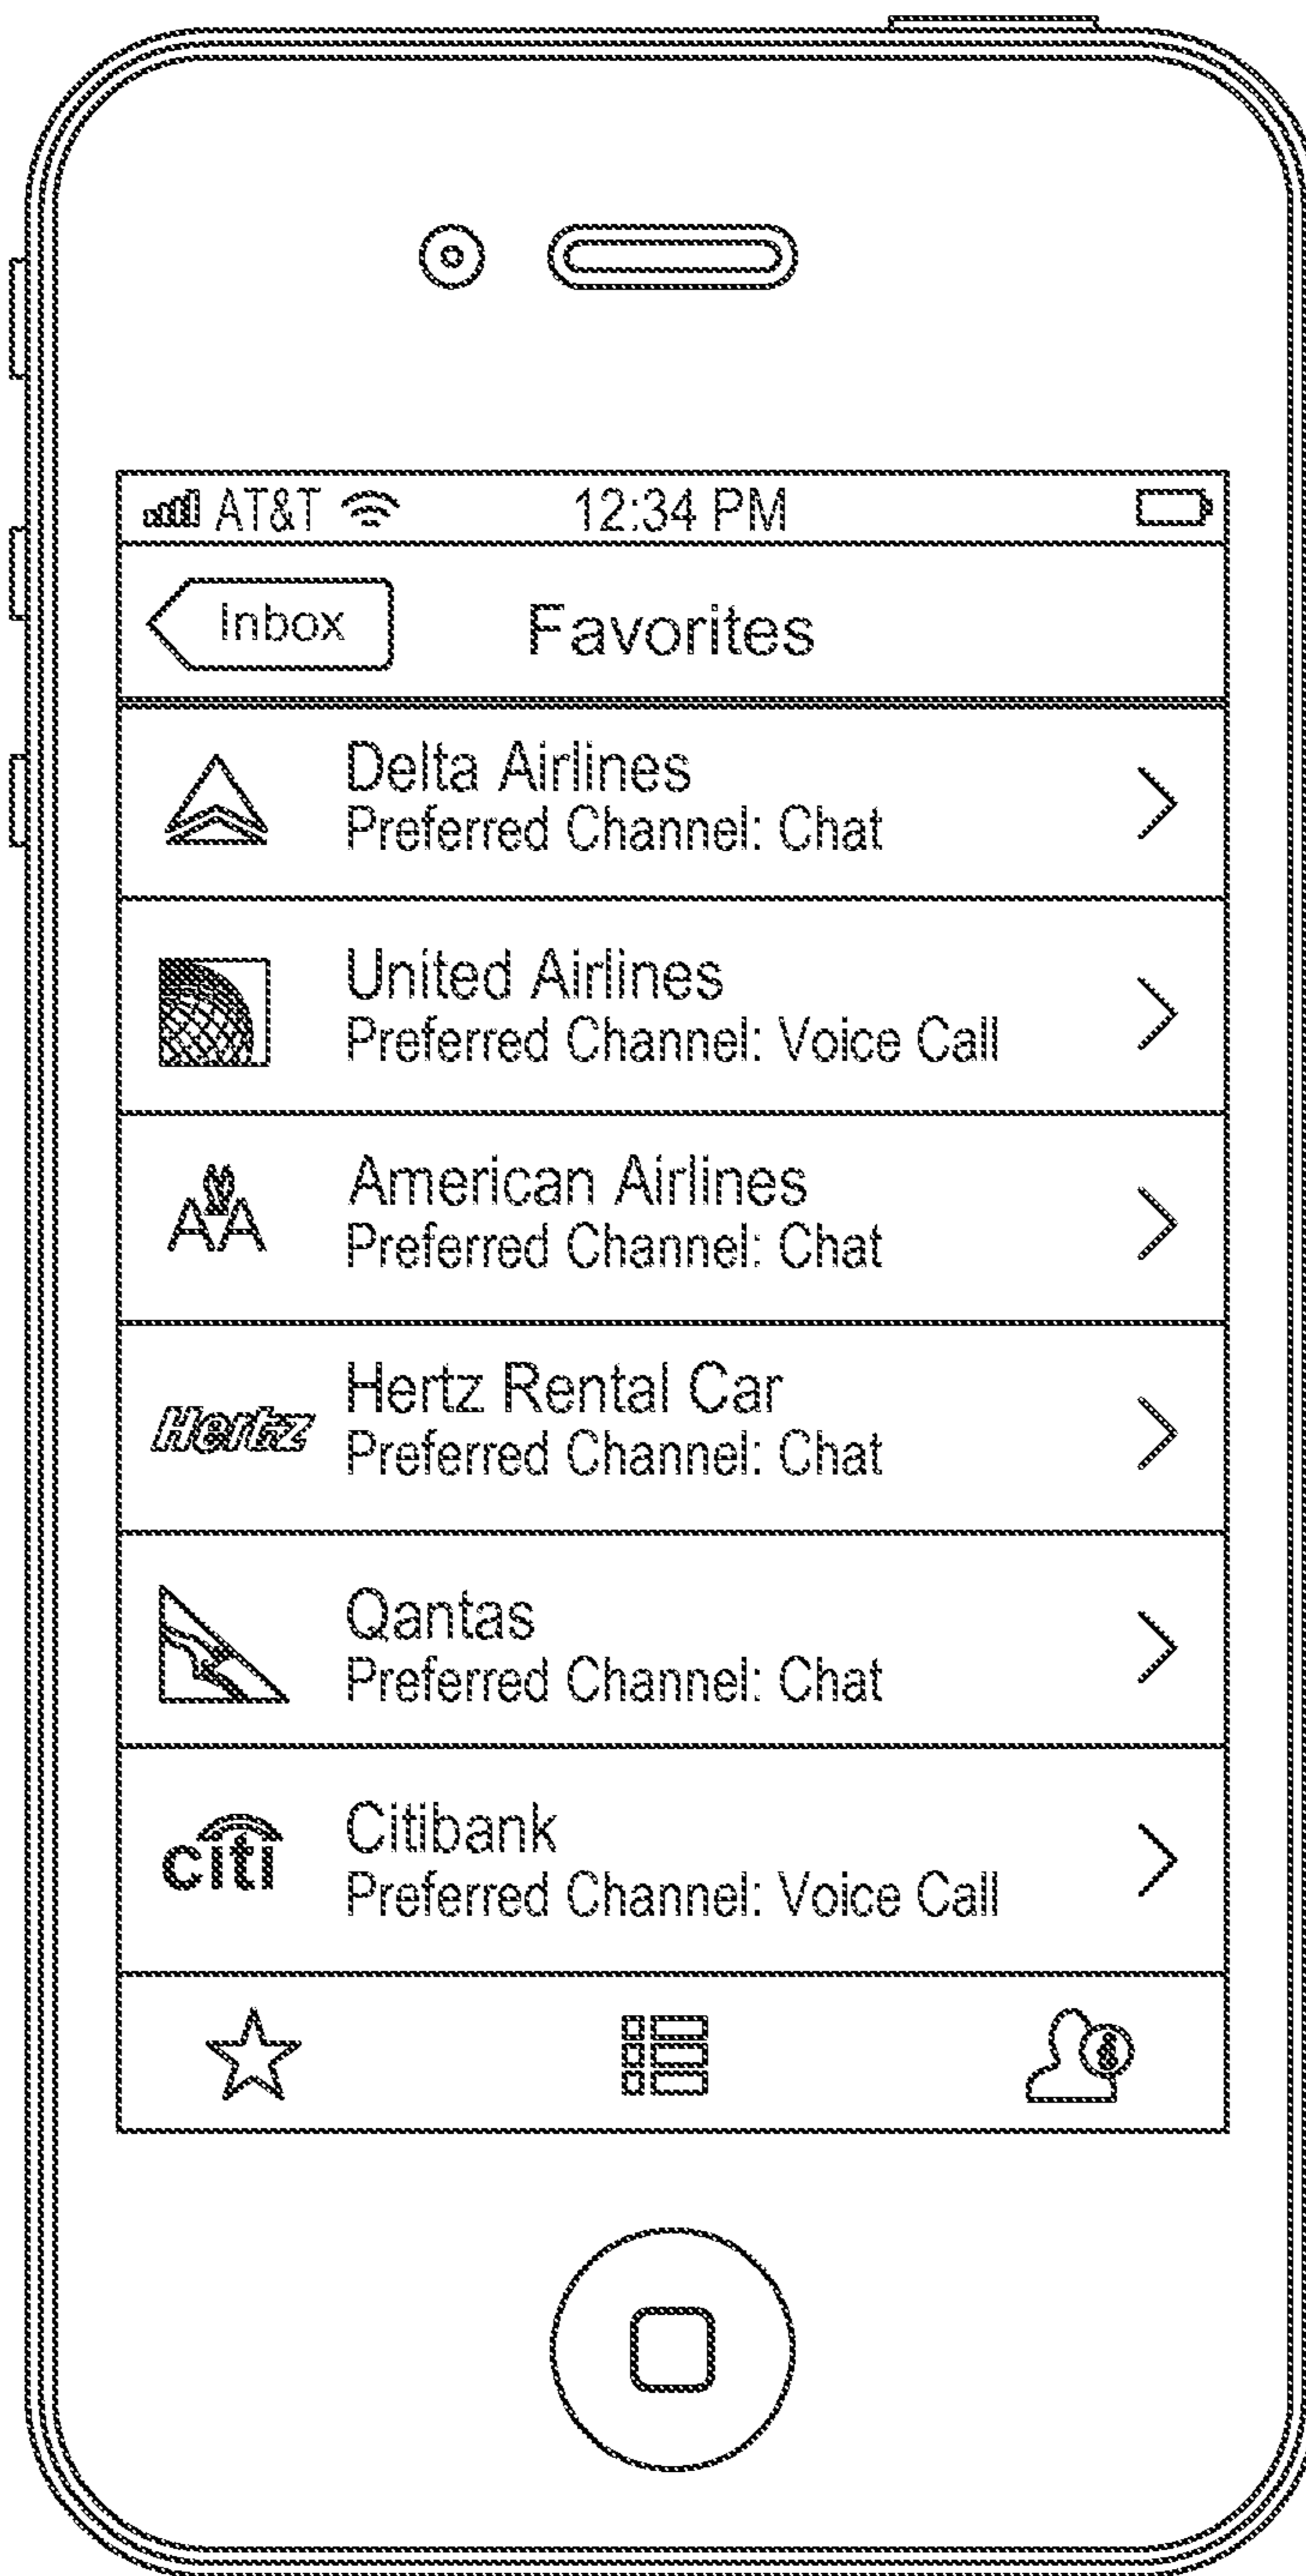 AT&T 12:34 PM
Inbox Favorites
Delta Airlines
Preferred Channel: Chat
United Airlines
Preferred Channel: Voice Call
AA American Airlines
Preferred Channel: Chat
Hertz Hertz Rental Car
Preferred Channel: Chat
Qantas
Preferred Channel: Chat
citi Citibank
Preferred Channel: Voice Call